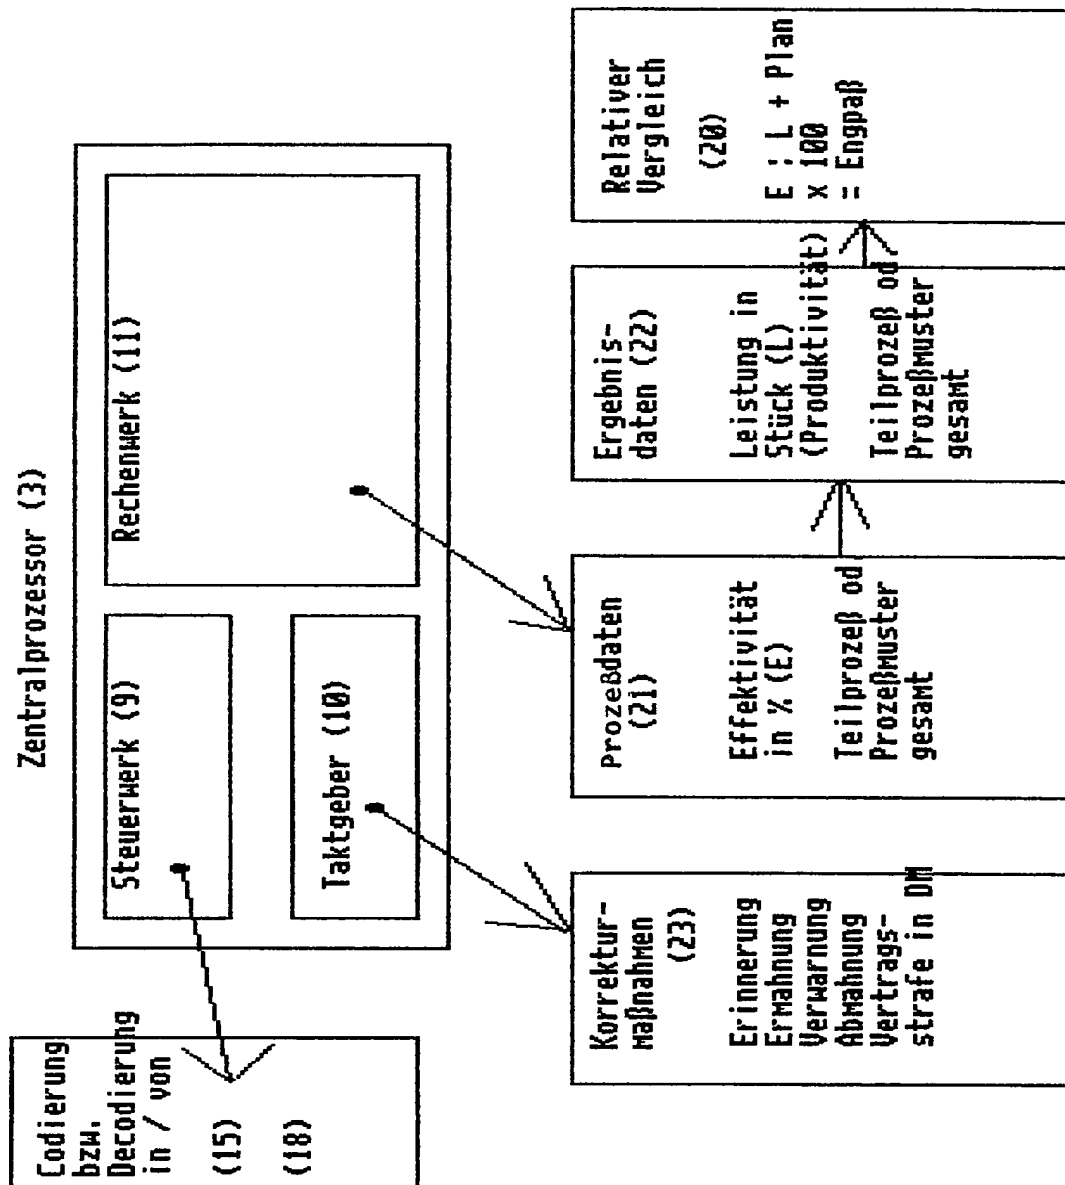 Zentralprozessor (3)
Codierung
bzw.
Decodierung
in / von
(15)
(18)
Steuerwerk (9)
Taktgeber (10)
Rechenwerk (11)
Korrektur-
maßnahmen
(23)
Erinnerung
Ermahnung
Verwarnung
Abmahnung
Vertrags-
strafe in DM
Prozeßdaten
(21)
Effektivität
in % (E)
Teilprozeß od
Prozeßmuster
gesamt
Ergebnis-
daten (22)
Leistung in
Stück (L)
(Produktivität)
Teilprozeß od.
Prozeßmuster
gesamt
Relativer
Vergleich
(20)
E : L + Plan
x 100
= Engpaß